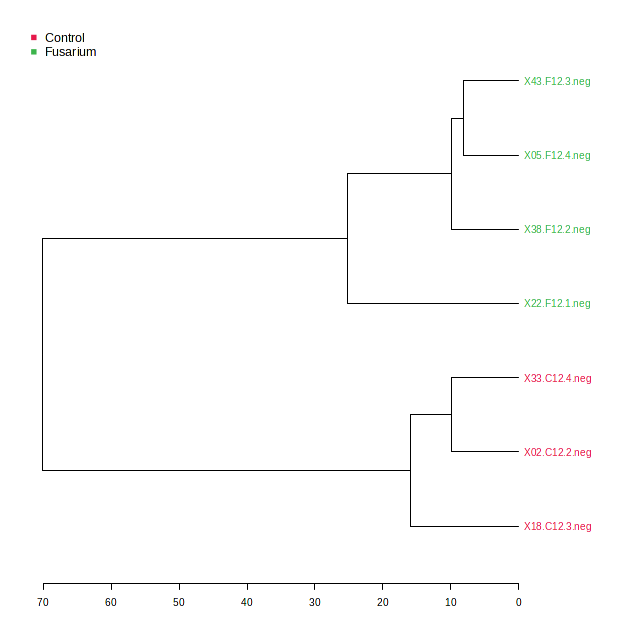 Control
Fusarium
X43.F12.3.neg
X05.F12.4.neg
X38.F12.2.neg
X22.F12.1.neg
X33.C12.4.neg
X02.C12.2.neg
X18.C12.3.neg
70 60 50 40 30 20 10 0